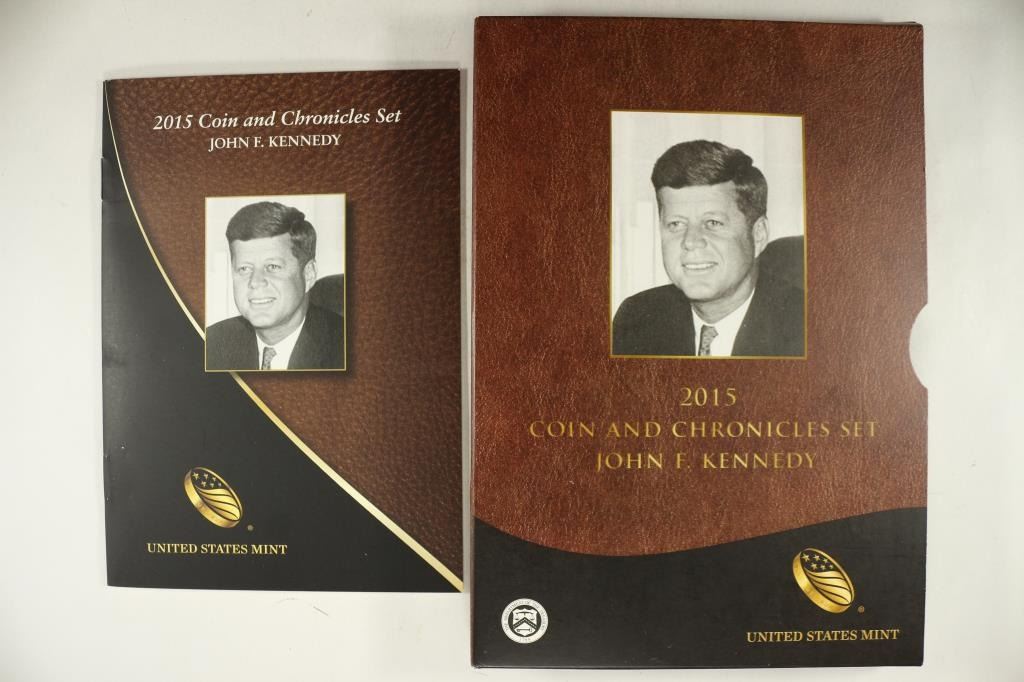 2015 Coin and Chronicles Set
JOHN F. KENNEDY
UNITED STATES MINT
®
2015
COIN AND CHRONICLES SET
JOHN F. KENNEDY
®
UNITED STATES MINT